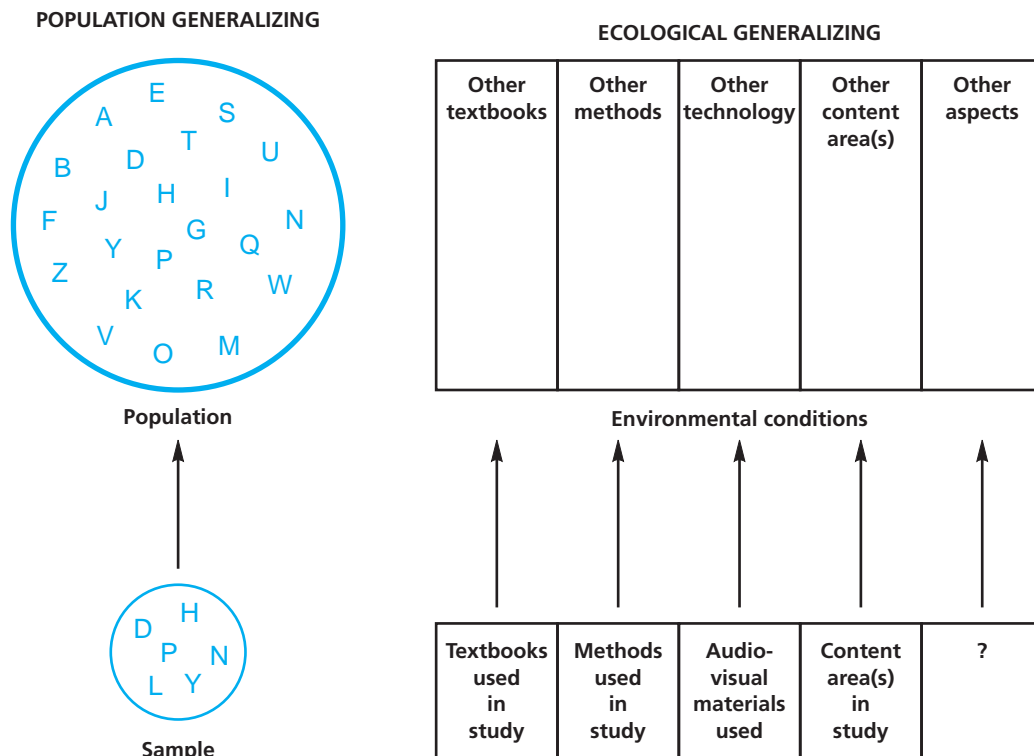 POPULATION GENERALIZING
A E S
T
B D U
J H I
F G N
Y P Q
Z R W
K
V O M
Population
D H
P N
L Y
Sample
ECOLOGICAL GENERALIZING
Other
textbooks
Other
methods
Other
technology
Other
content
area(s)
Other
aspects
Environmental conditions
Textbooks
used
in
study
Methods
used
in
study
Audio-
visual
materials
used
Content
area(s)
in
study
?